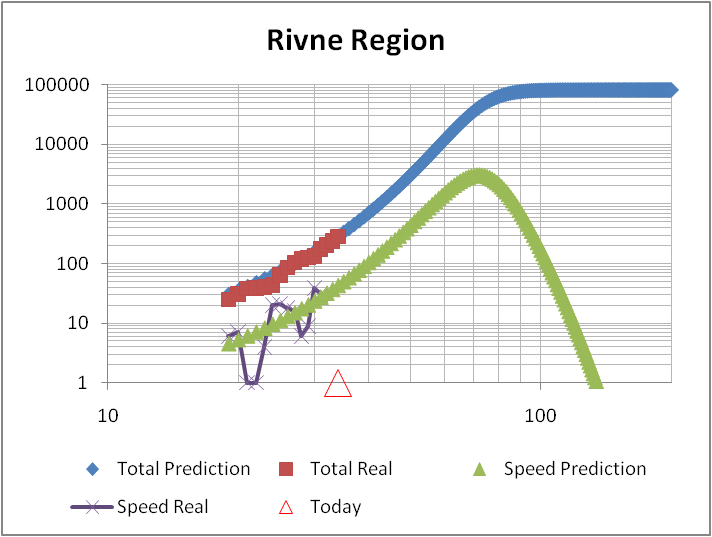 Rivne Region
100000
10000
1000
100
10
1
10 100
Total Prediction Total Real Speed Prediction
Speed Real Today